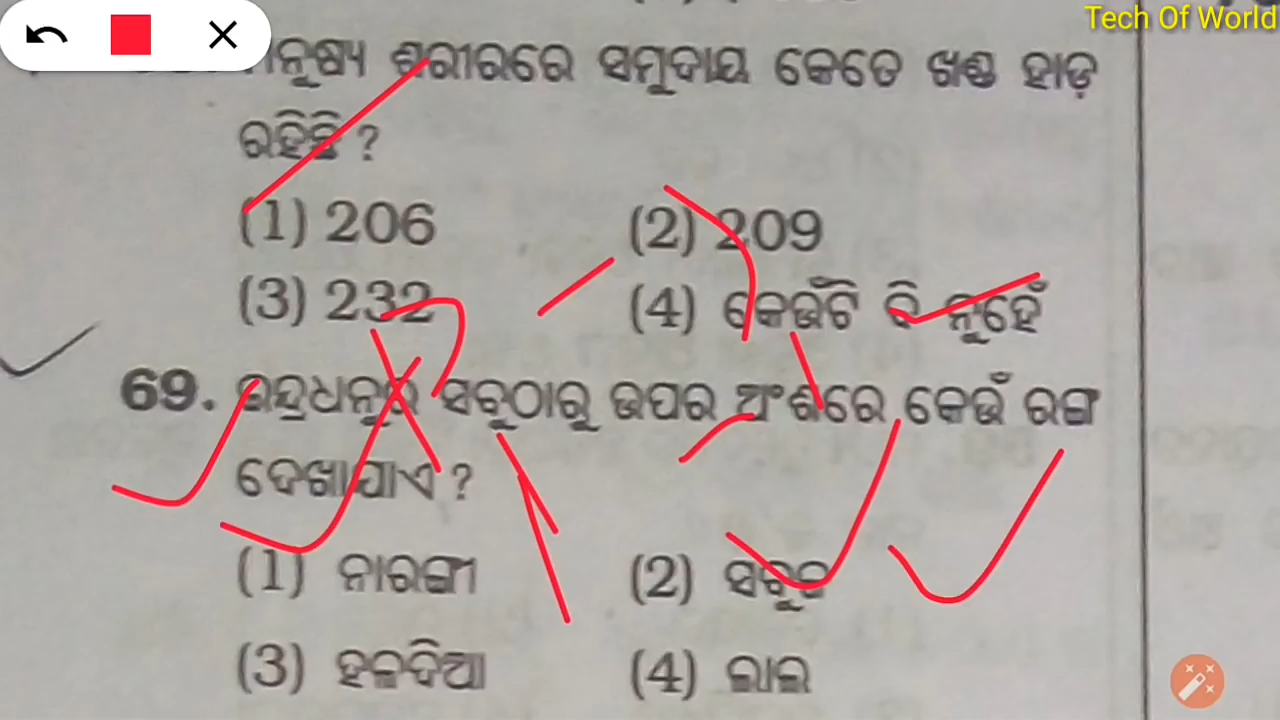 Tech Of World
ମନୁଷ୍ୟ ଶରୀରରେ ସମୁଦାୟ କେତେ ଖଣ୍ଡ ହାଡ଼
ରହିଛି ?
(1) 206 (2) 209
(3) 232 (4) କେଉଁଟି ବି ନୁହେଁ
69. ଇନ୍ଦ୍ରଧନୁର ସବୁଠାରୁ ଉପର ଅଂଶରେ କେଉଁ ରଙ୍ଗ
ଦେଖାଯାଏ ?
(1) ନାରଙ୍ଗୀ (2) ସବୁଜ
(3) ହଳଦିଆ (4) ଲାଲ